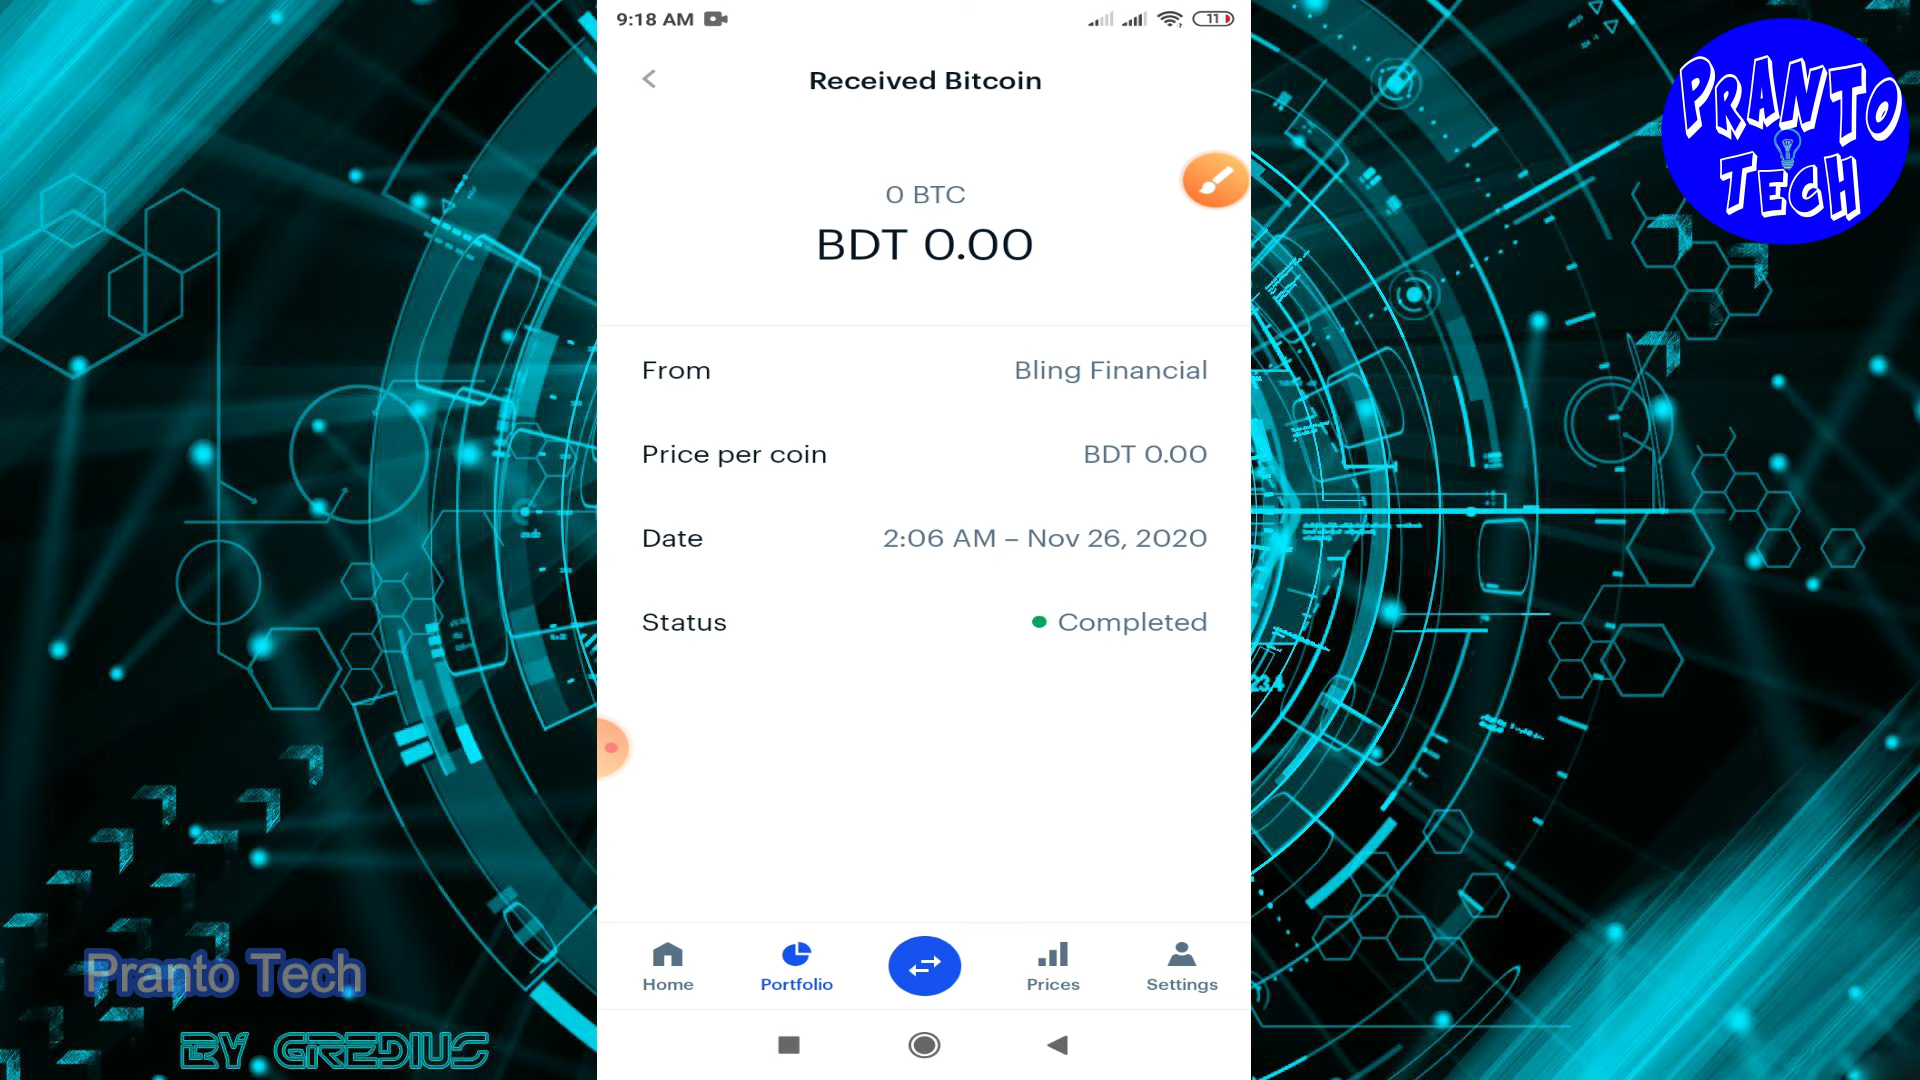 9:18 AM
11
Received Bitcoin
0 BTC
BDT 0.00
From Bling Financial
Price per coin BDT 0.00
Date 2:06 AM – Nov 26, 2020
Status Completed
Home Portfolio Prices Settings
PRANTO
TECH
23.4
Pranto Tech
BY GREDIUS